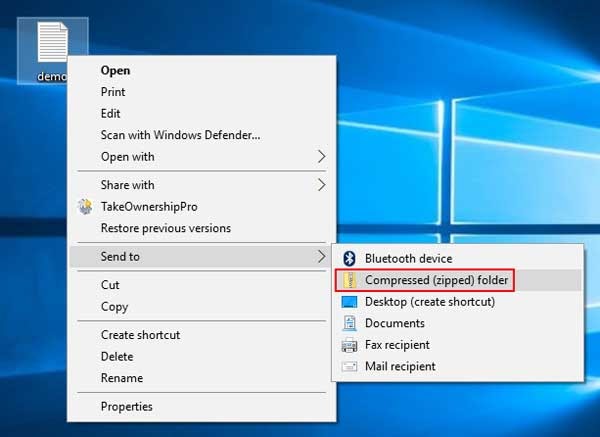 demo
Open
Print
Edit
Scan with Windows Defender...
Open with
Share with
TakeOwnershipPro
Restore previous versions
Send to
Cut
Copy
Create shortcut
Delete
Rename
Properties
Bluetooth device
Compressed (zipped) folder
Desktop (create shortcut)
Documents
Fax recipient
Mail recipient